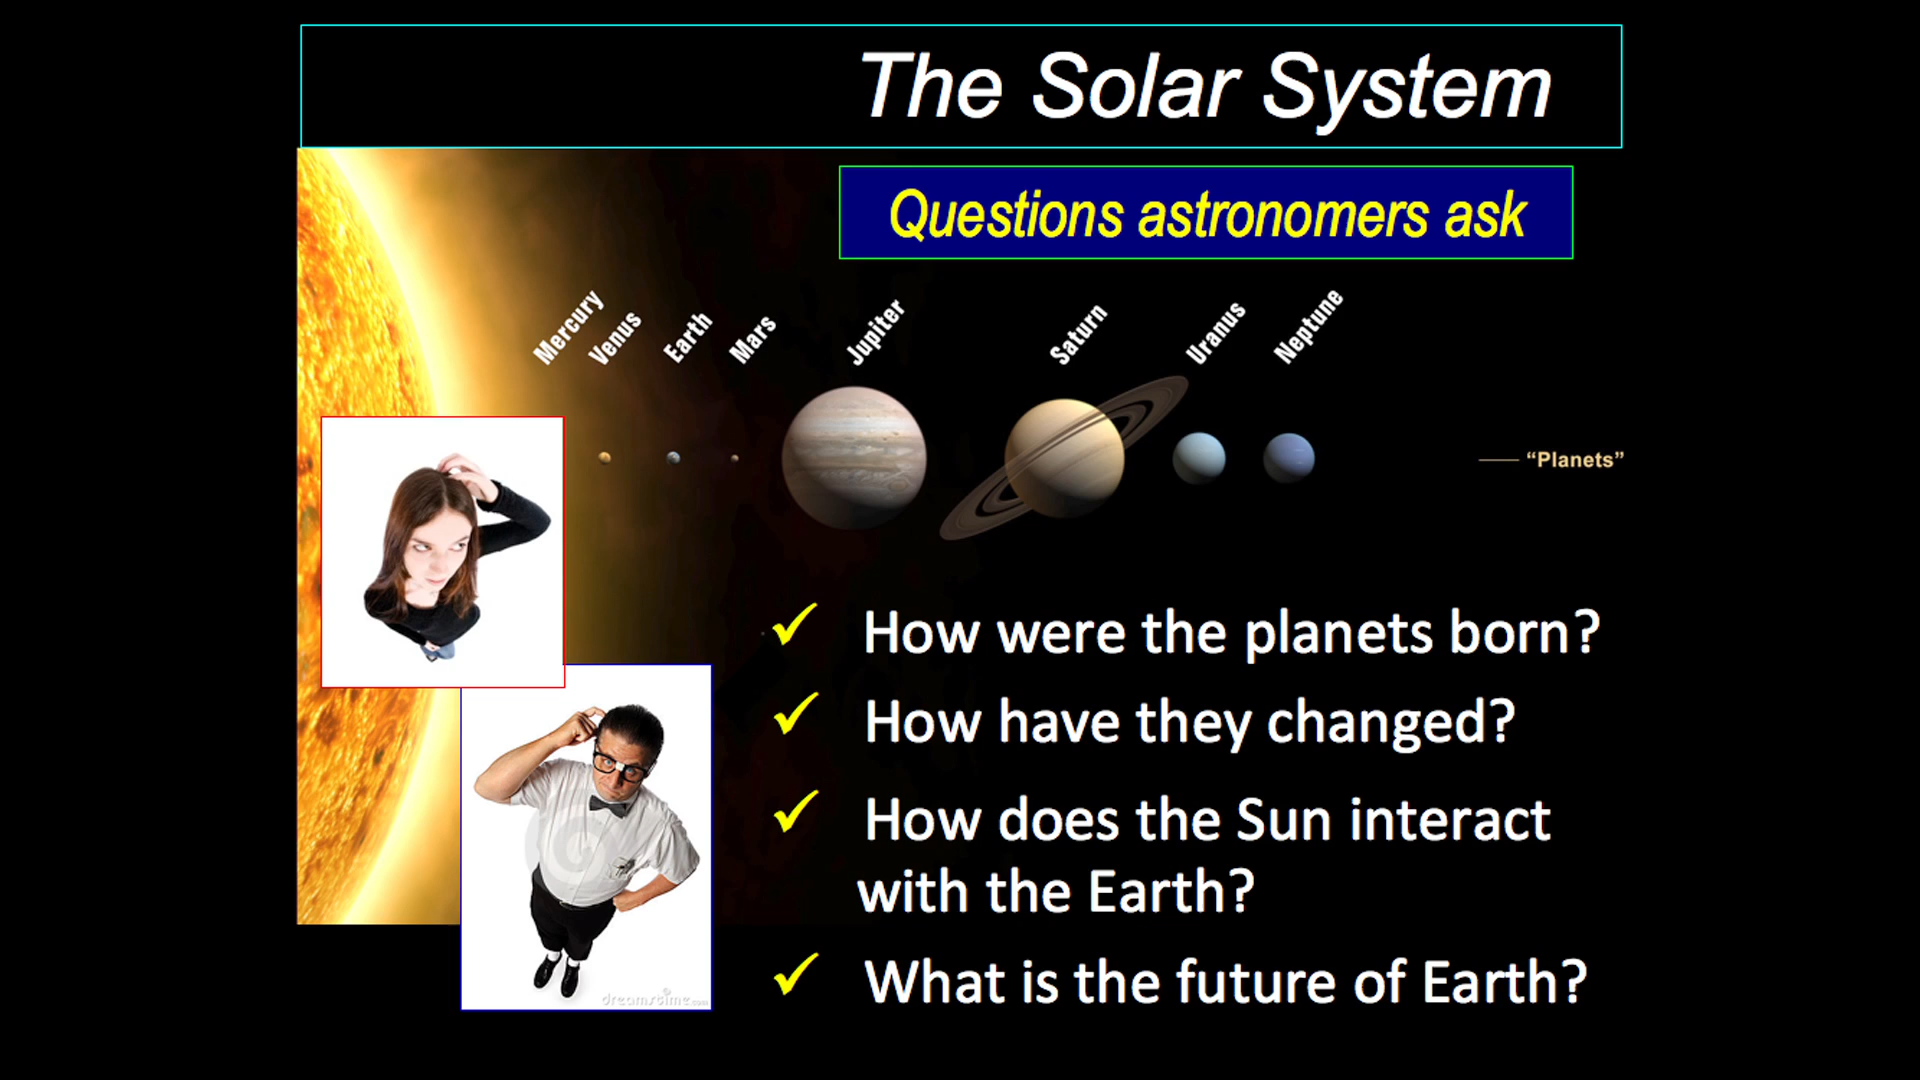 The Solar System
Questions astronomers ask
Mercury
Venus
Earth
Mars
Jupiter
Saturn
Uranus
Neptune
“Planets”
✓ How were the planets born?
✓ How have they changed?
✓ How does the Sun interact
with the Earth?
✓ What is the future of Earth?
dreamstime.com